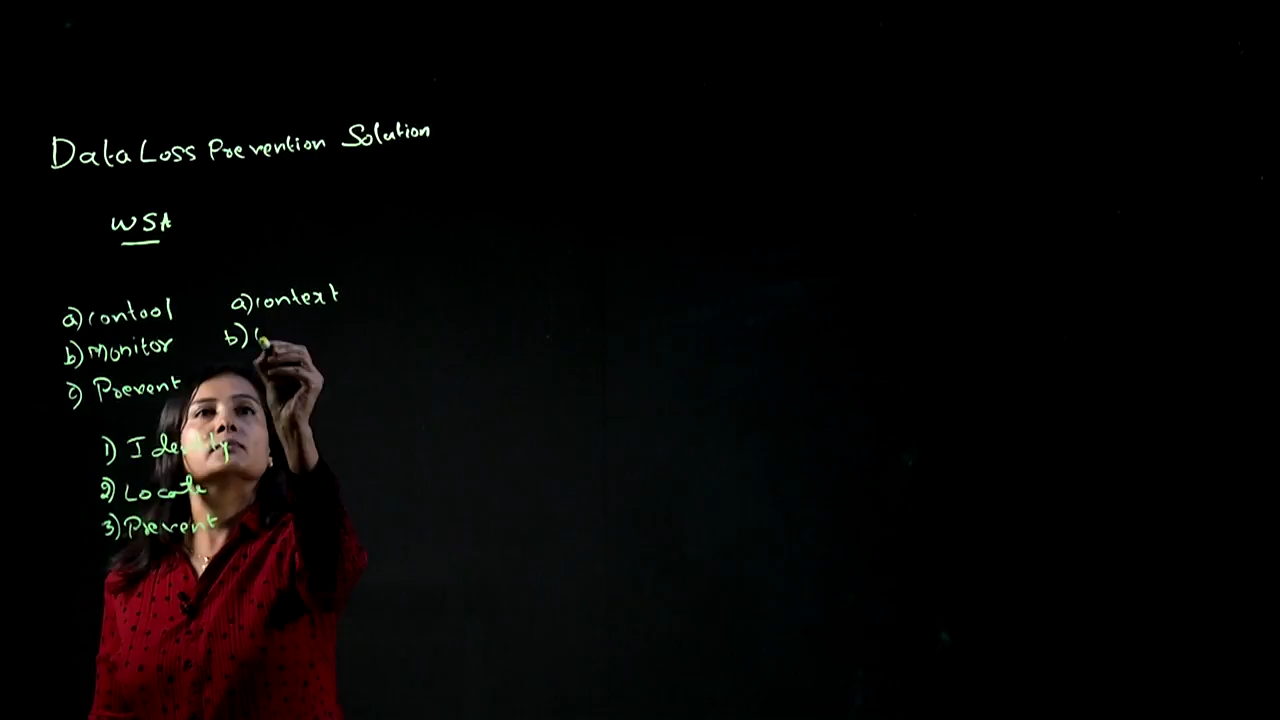 Data Loss Prevention Solution
WSA
a) Contool
b) Monitor
c) Prevent
a) Context
b) C
1) Identify
2) Locate
3) Prevent